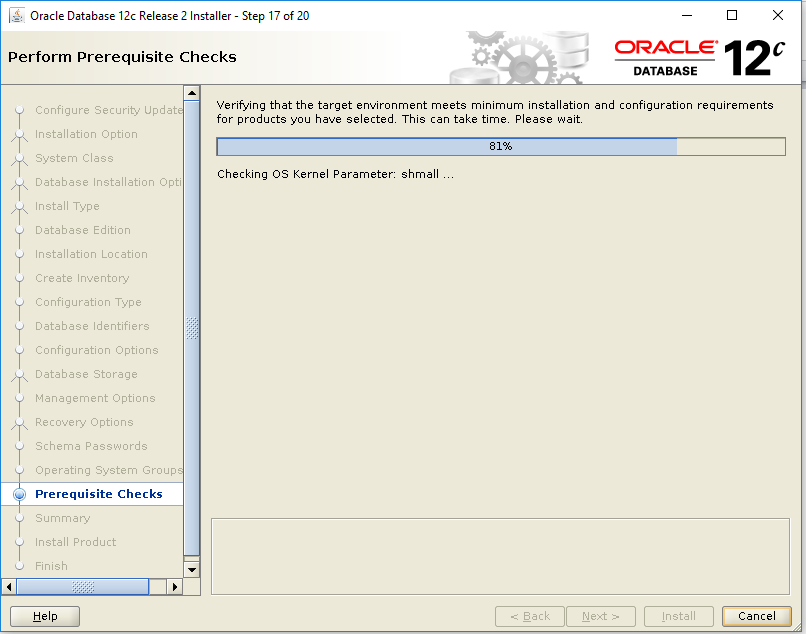 Oracle Database 12c Release 2 Installer - Step 17 of 20
Perform Prerequisite Checks
ORACLE
DATABASE
12c
Configure Security Update
Installation Option
System Class
Database Installation Opti
Install Type
Database Edition
Installation Location
Create Inventory
Configuration Type
Database Identifiers
Configuration Options
Database Storage
Management Options
Recovery Options
Schema Passwords
Operating System Groups
Prerequisite Checks
Summary
Install Product
Finish
Verifying that the target environment meets minimum installation and configuration requirements
for products you have selected. This can take time. Please wait.
81%
Checking OS Kernel Parameter: shmall ...
Help
< Back
Next >
Install
Cancel